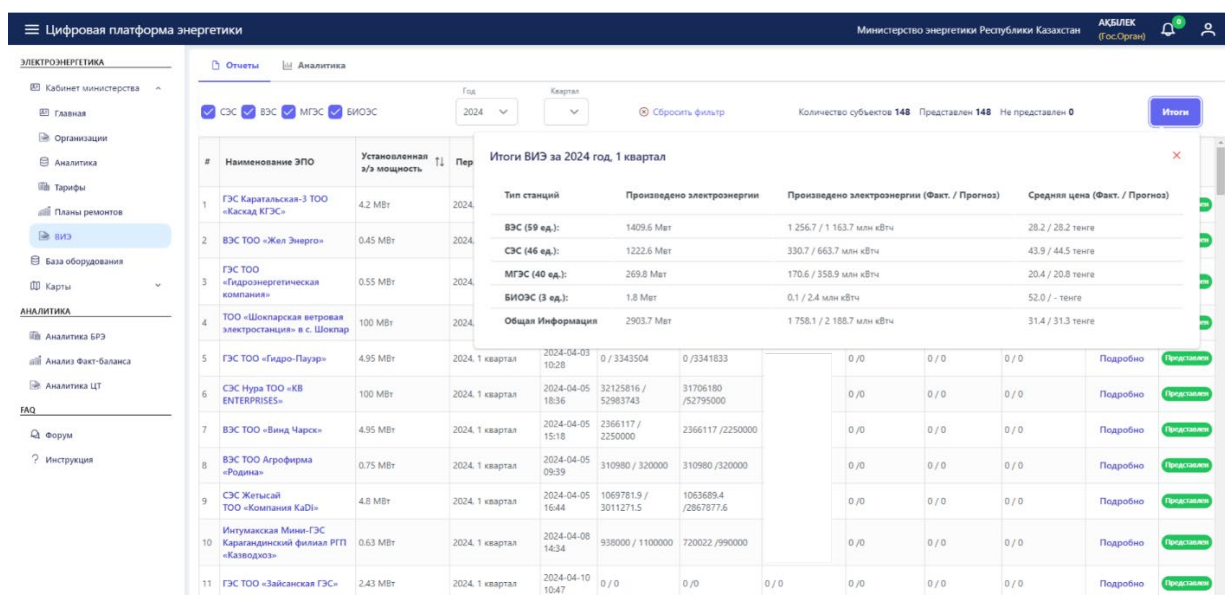 Цифровая платформа энергетики
Министерство энергетики Республики Казахстан
АҚБІЛЕК
(Гос.Орган)
0
ЭЛЕКТРОЭНЕРГЕТИКА
Кабинет министерства
Главная
Организации
Аналитика
Тарифы
Планы ремонтов
ВИЭ
База оборудования
Карты
АНАЛИТИКА
Аналитика БРЭ
Анализ Факт-баланса
Аналитика ЦТ
FAQ
Форум
? Инструкция
Отчеты Аналитика
Год Квартал
СЭС ВЭС МГЭС БИОЭС 2024 Сбросить фильтр Количество субъектов 148 Представлен 148 Не представлен 0 Итоги
# Наименование ЭПО Установленная э/э мощность Пер
Итоги ВИЭ за 2024 год, 1 квартал
Тип станций Произведено электроэнергии Произведено электроэнергии (Факт. / Прогноз) Средняя цена (Факт. / Прогноз)
ВЭС (59 ед.): 1409.6 Мвт 1 256.7 / 1 163.7 млн кВтч 28.2 / 28.2 тенге
СЭС (46 ед.): 1222.6 Мвт 330.7 / 663.7 млн кВтч 43.9 / 44.5 тенге
МГЭС (40 ед.): 269.8 Мвт 170.6 / 358.9 млн кВтч 20.4 / 20.8 тенге
БИОЭС (3 ед.): 1.8 Мвт 0.1 / 2.4 млн кВтч 52.0 / - тенге
Общая Информация 2903.7 Мвт 1 758.1 / 2 188.7 млн кВтч 31.4 / 31.3 тенге
1 ГЭС Каратальская-3 ТОО «Каскад КГЭС» 4.2 МВт 2024.
2 ВЭС ТОО «Жел Энерго» 0.45 МВт 2024.
3 ГЭС ТОО «Гидроэнергетическая компания» 0.55 МВт 2024.
4 ТОО «Шокпарская ветровая электростанция» в с. Шокпар 100 МВт 2024.
5 ГЭС ТОО «Гидро-Пауэр» 4.95 МВт 2024. 1 квартал 2024-04-03 10:28 0 / 3343504 0 /3341833 0 /0 0 / 0 0 / 0 Подробно Представлен
6 СЭС Нура ТОО «KB ENTERPRISES» 100 МВт 2024. 1 квартал 2024-04-05 18:36 32125816 / 52983743 31706180 /52795000 0 /0 0 / 0 0 / 0 Подробно Представлен
7 ВЭС ТОО «Винд Чарск» 4.95 МВт 2024. 1 квартал 2024-04-05 15:18 2366117 / 2250000 2366117 /2250000 0 /0 0 / 0 0 / 0 Подробно Представлен
8 ВЭС ТОО Агрофирма «Родина» 0.75 МВт 2024. 1 квартал 2024-04-05 09:39 310980 / 320000 310980 /320000 0 /0 0 / 0 0 / 0 Подробно Представлен
9 СЭС Жетысай ТОО «Компания KaDi» 4.8 МВт 2024. 1 квартал 2024-04-05 16:44 1069781.9 / 3011271.5 1063689.4 /2867877.6 0 /0 0 / 0 0 / 0 Подробно Представлен
10 Интумакская Мини-ГЭС Карагандинский филиал РГП «Казводхоз» 0.63 МВт 2024. 1 квартал 2024-04-08 14:34 938000 / 1100000 720022 /990000 0 /0 0 / 0 0 / 0 Подробно Представлен
11 ГЭС ТОО «Зайсанская ГЭС» 2.43 МВт 2024. 1 квартал 2024-04-10 10:47 0 / 0 0 /0 0 / 0 0 /0 0 / 0 0 / 0 Подробно Представлен